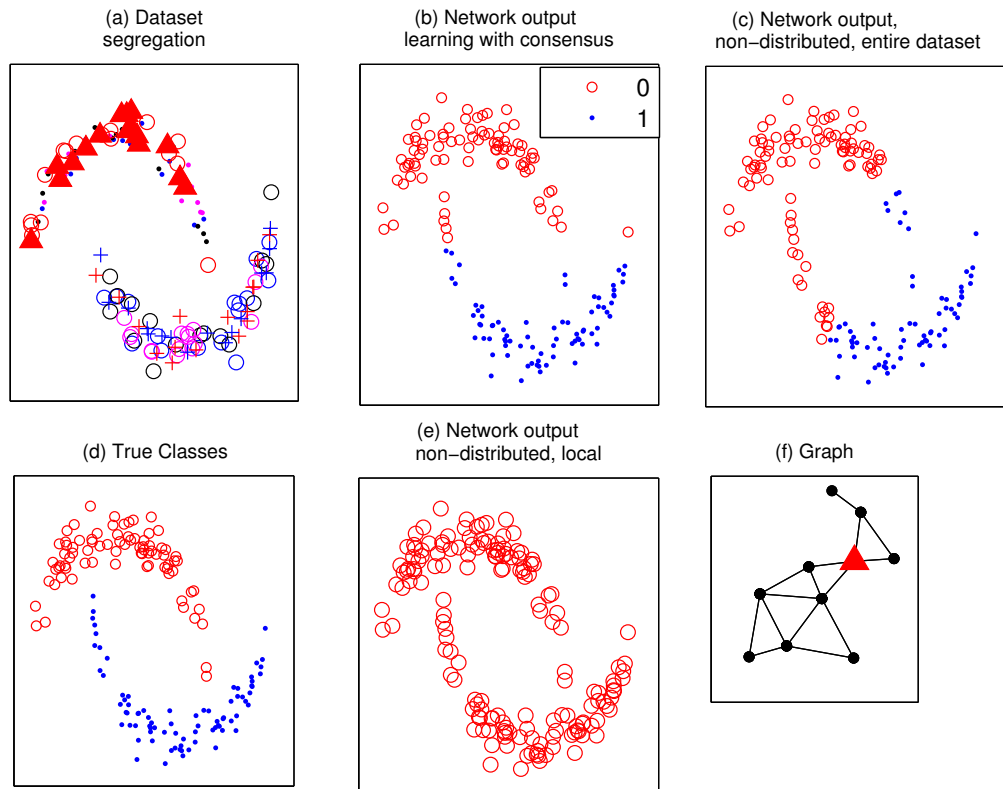 (a) Dataset
segregation
(b) Network output
learning with consensus
(c) Network output,
non−distributed, entire dataset
0
1
(d) True Classes
(e) Network output
non−distributed, local
(f) Graph